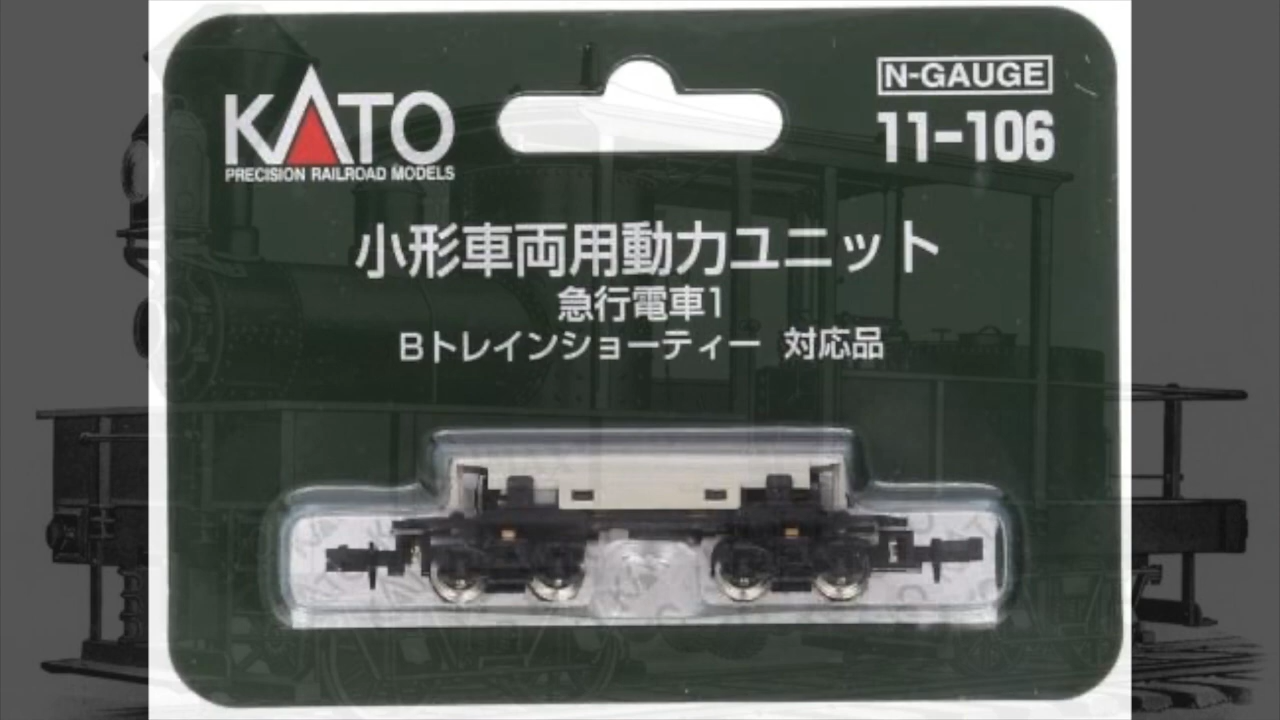 KATO
PRECISION RAILROAD MODELS
N-GAUGE
11-106
小形車両用動力ユニット
急行電車1
Bトレインショーティー 対応品